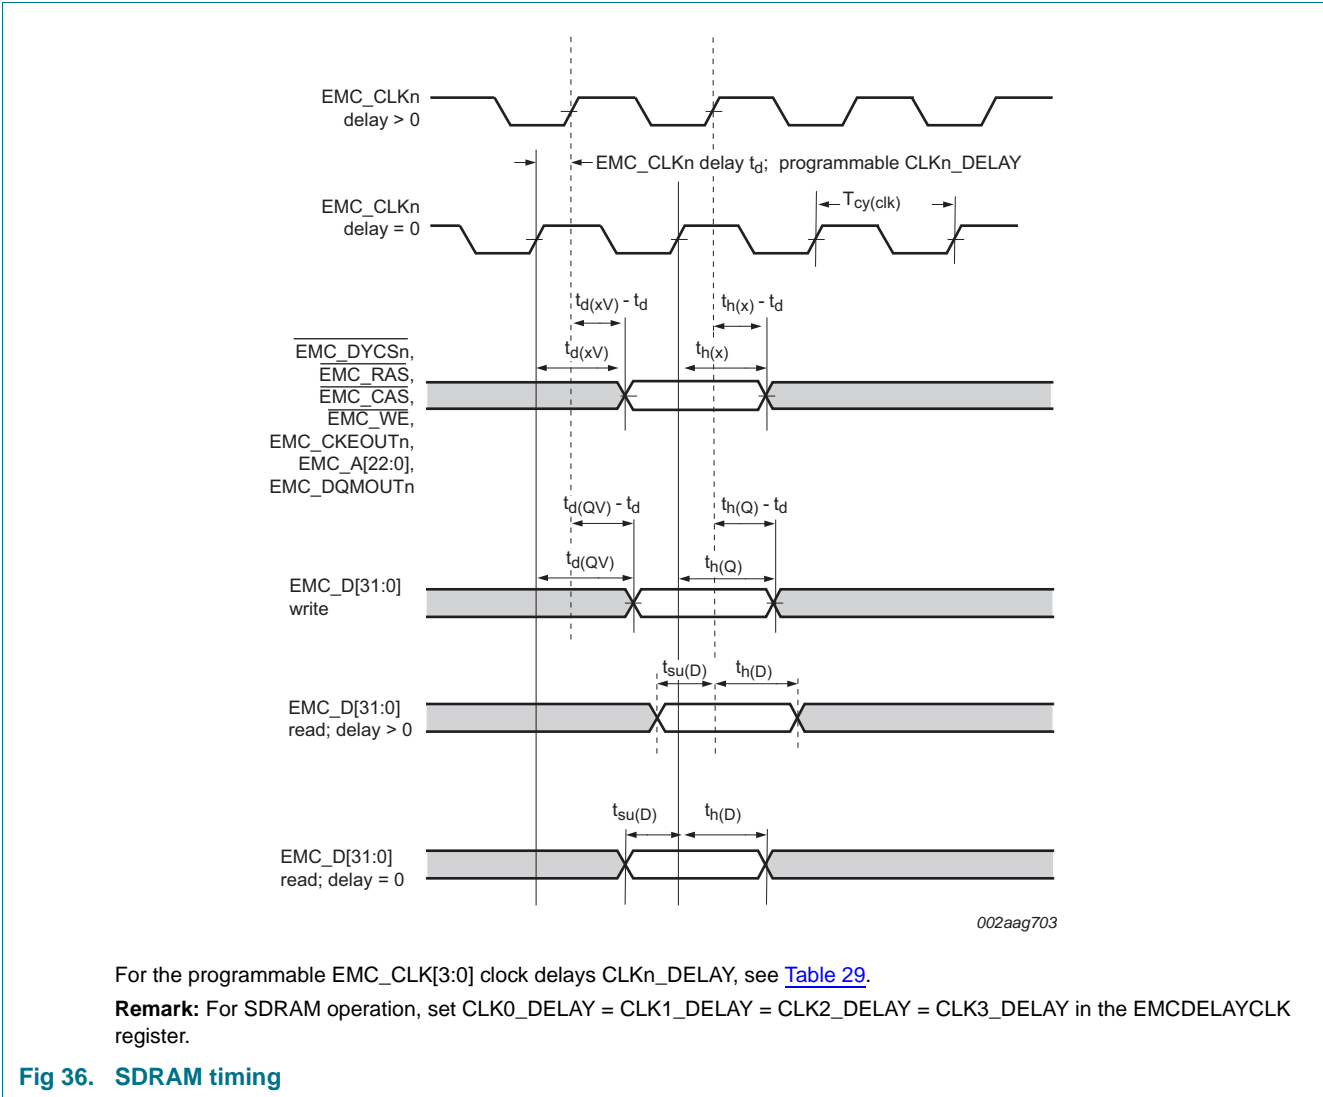 EMC_CLKn
delay > 0
EMC_CLKn delay td; programmable CLKn_DELAY
EMC_CLKn
delay = 0
Tcy(clk)
td(xV) - td
th(x) - td
td(xV)
th(x)
EMC_DYCSn,
EMC_RAS,
EMC_CAS,
EMC_WE,
EMC_CKEOUTn,
EMC_A[22:0],
EMC_DQMOUTn
td(QV) - td
th(Q) - td
td(QV)
th(Q)
EMC_D[31:0]
write
tsu(D)
th(D)
EMC_D[31:0]
read; delay > 0
tsu(D)
th(D)
EMC_D[31:0]
read; delay = 0
002aag703
For the programmable EMC_CLK[3:0] clock delays CLKn_DELAY, see Table 29.
Remark: For SDRAM operation, set CLK0_DELAY = CLK1_DELAY = CLK2_DELAY = CLK3_DELAY in the EMCDELAYCLK
register.
Fig 36. SDRAM timing